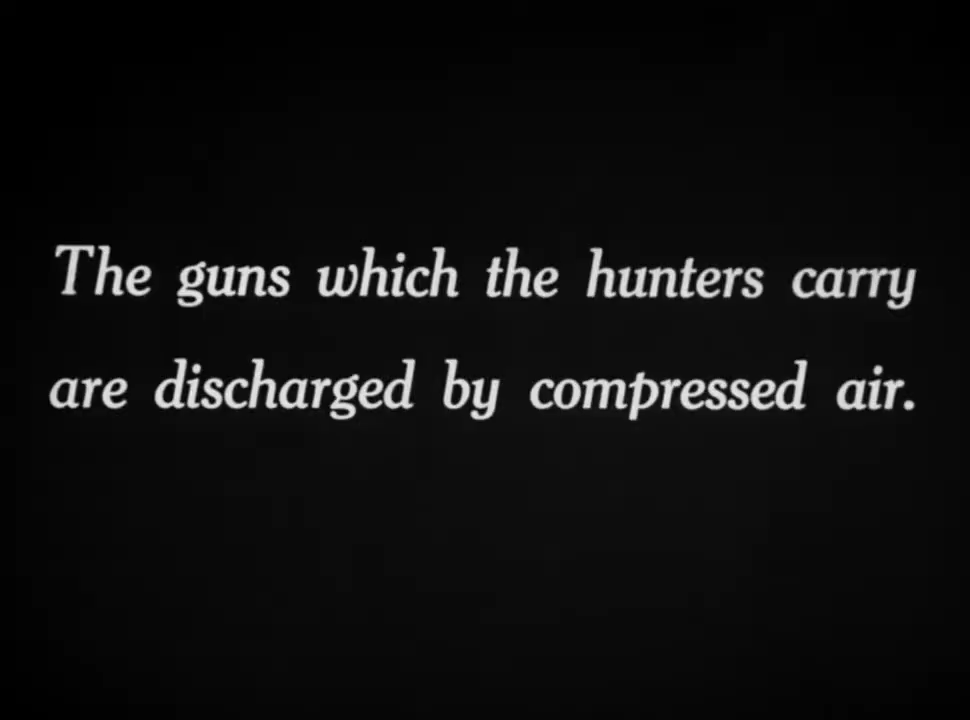 The guns which the hunters carry
are discharged by compressed air.